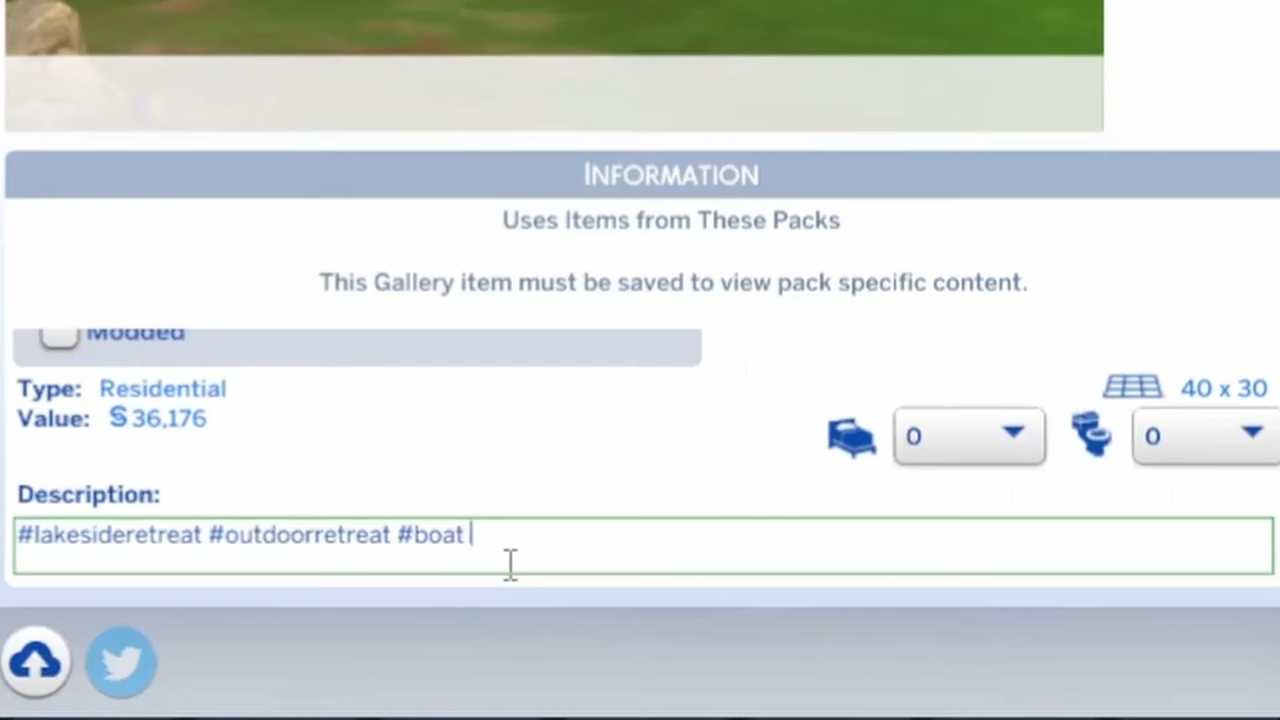 INFORMATION
Uses Items from These Packs
This Gallery item must be saved to view pack specific content.
Modded
Type: Residential
40 x 30
Value: §36,176
0
0
Description:
#lakesideretreat #outdoorretreat #boat